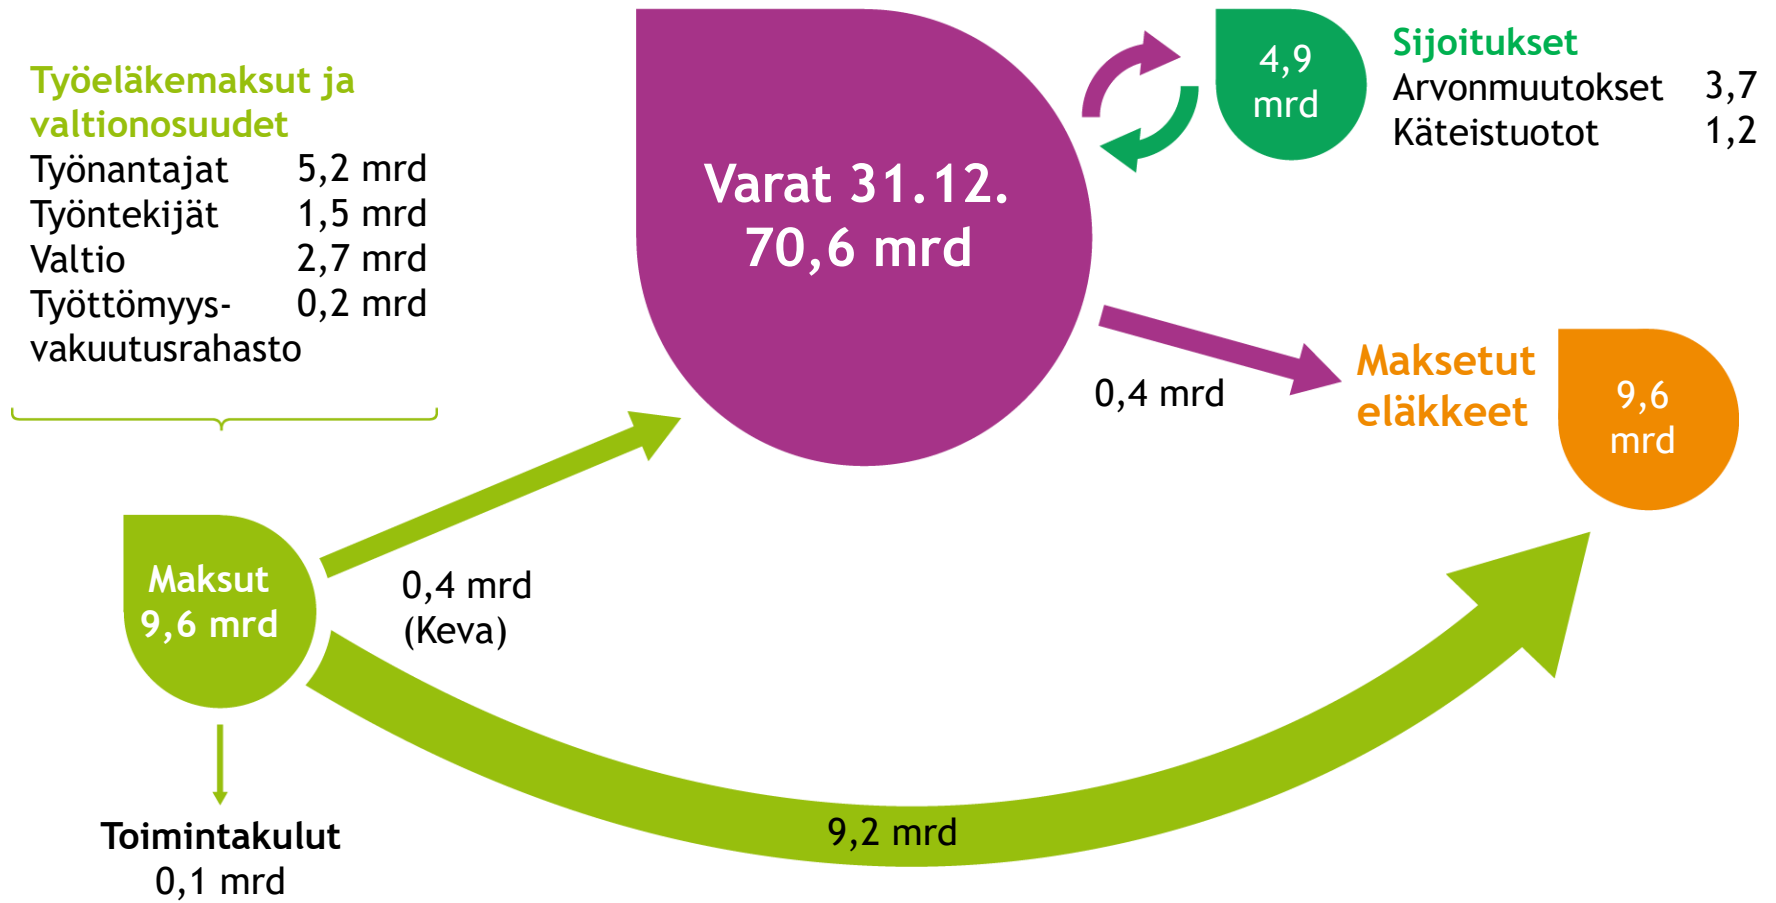 Työeläkemaksut ja
valtionosuudet
Työnantajat 5,2 mrd
Työntekijät 1,5 mrd
Valtio 2,7 mrd
Työttömyys- 0,2 mrd
vakuutusrahasto
Varat 31.12.
70,6 mrd
4,9
mrd
Sijoitukset
Arvonmuutokset 3,7
Käteistuotot 1,2
0,4 mrd
Maksetut
eläkkeet
9,6
mrd
Maksut
9,6 mrd
0,4 mrd
(Keva)
9,2 mrd
Toimintakulut
0,1 mrd